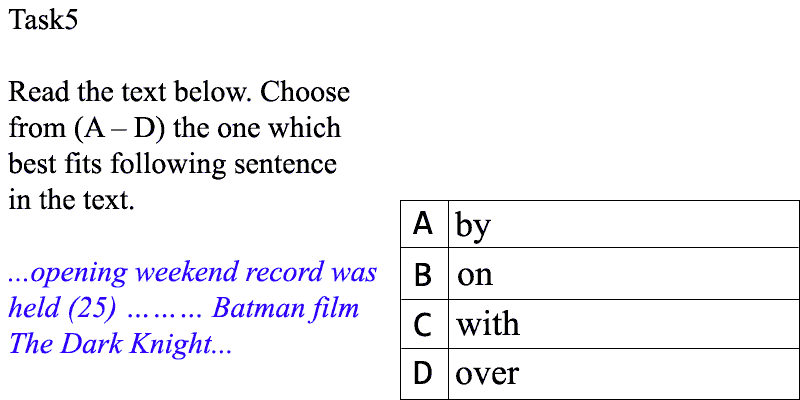 Task5
Read the text below. Choose
from (A – D) the one which
best fits following sentence
in the text.
...opening weekend record was
held (25) ……… Batman film
The Dark Knight...
A by
B on
C with
D over